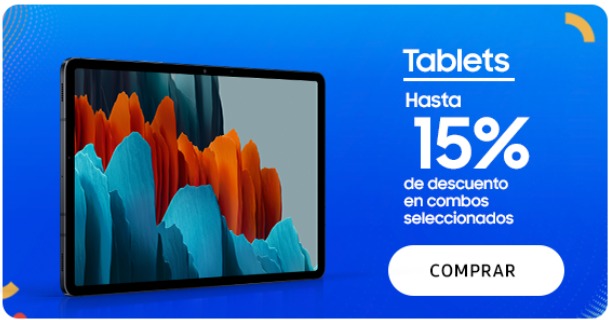 Tablets
Hasta
15%
de descuento
en combos
seleccionados
COMPRAR